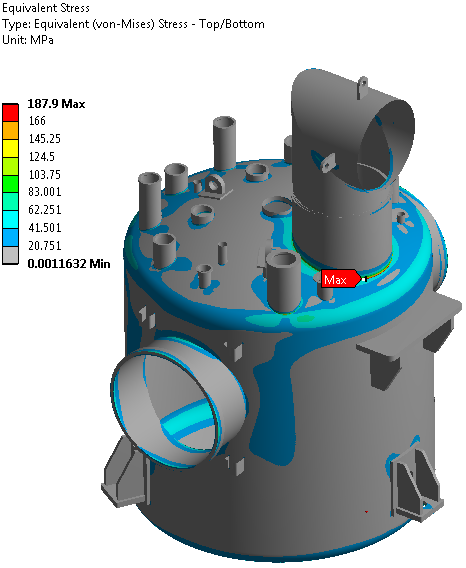 Equivalent Stress
Type: Equivalent (von-Mises) Stress - Top/Bottom
Unit: MPa
187.9 Max
166
145.25
124.5
103.75
83.001
62.251
41.501
20.751
0.0011632 Min
Max